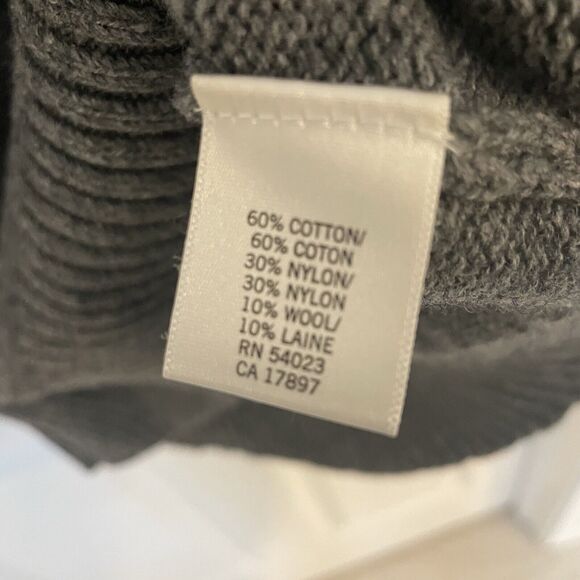 60% COTTON/
60% COTON
30% NYLON/
30% NYLON
10% WOOL/
10% LAINE
RN 54023
CA 17897